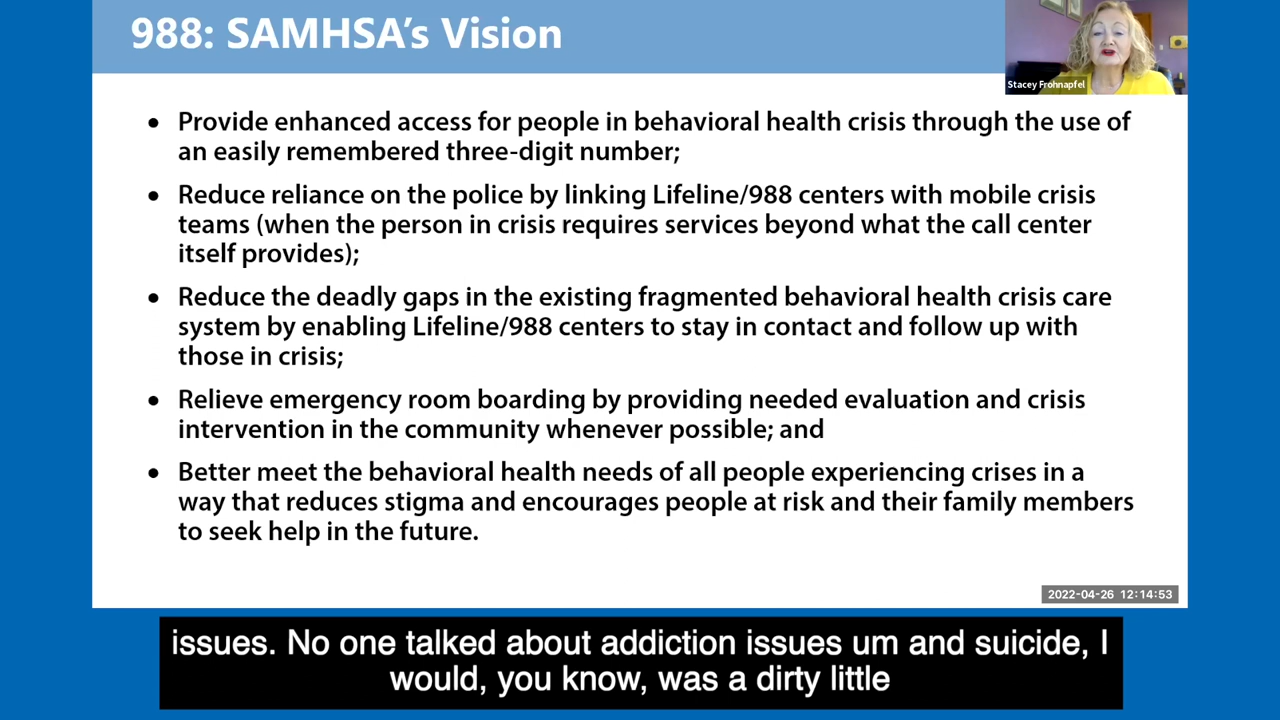 988: SAMHSA's Vision
Stacey Frohnapfel
• Provide enhanced access for people in behavioral health crisis through the use of
an easily remembered three-digit number;
• Reduce reliance on the police by linking Lifeline/988 centers with mobile crisis
teams (when the person in crisis requires services beyond what the call center
itself provides);
• Reduce the deadly gaps in the existing fragmented behavioral health crisis care
system by enabling Lifeline/988 centers to stay in contact and follow up with
those in crisis;
• Relieve emergency room boarding by providing needed evaluation and crisis
intervention in the community whenever possible; and
• Better meet the behavioral health needs of all people experiencing crises in a
way that reduces stigma and encourages people at risk and their family members
to seek help in the future.
2022-04-26 12:14:53
issues. No one talked about addiction issues um and suicide, I
would, you know, was a dirty little